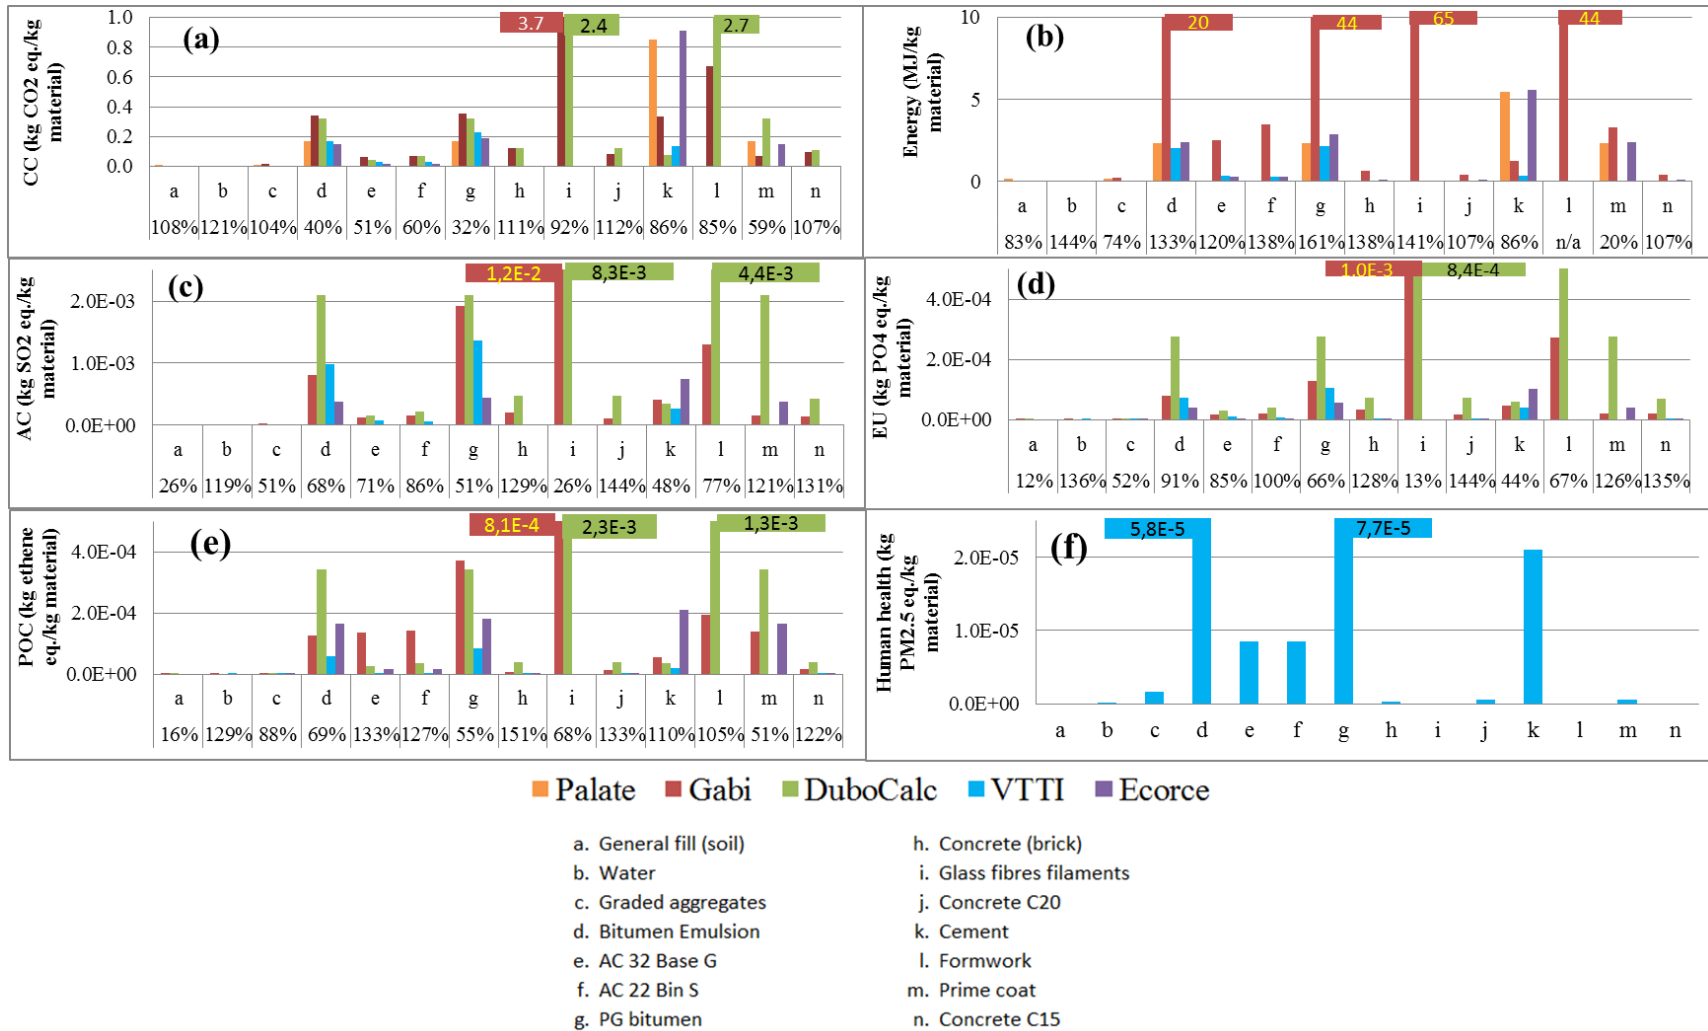 (a)
CC (kg CO2 eq./kg material)
1.0
0.8
0.6
0.4
0.2
0.0
3.7
2.4
2.7
a b c d e f g h i j k l m n
108% 121% 104% 40% 51% 60% 32% 111% 92% 112% 86% 85% 59% 107%
(b)
Energy (MJ/kg material)
10
5
0
20
44
65
44
a b c d e f g h i j k l m n
83% 144% 74% 133% 120% 138% 161% 138% 141% 107% 86% n/a 20% 107%
(c)
AC (kg SO2 eq./kg material)
2.0E-03
1.0E-03
0.0E+00
1,2E-2
8,3E-3
4,4E-3
a b c d e f g h i j k l m n
26% 119% 51% 68% 71% 86% 51% 129% 26% 144% 48% 77% 121% 131%
(d)
EU (kg PO4 eq./kg material)
4.0E-04
2.0E-04
0.0E+00
1.0E-3
8,4E-4
a b c d e f g h i j k l m n
12% 136% 52% 91% 85% 100% 66% 128% 13% 144% 44% 67% 126% 135%
(e)
POC (kg ethene eq./kg material)
4.0E-04
2.0E-04
0.0E+00
8,1E-4
2,3E-3
1,3E-3
a b c d e f g h i j k l m n
16% 129% 88% 69% 133% 127% 55% 151% 68% 133% 110% 105% 51% 122%
(f)
Human health (kg PM2.5 eq./kg material)
2.0E-05
1.0E-05
0.0E+00
5,8E-5
7,7E-5
a b c d e f g h i j k l m n
Palate Gabi DuboCalc VTTI Ecorce
a. General fill (soil)
b. Water
c. Graded aggregates
d. Bitumen Emulsion
e. AC 32 Base G
f. AC 22 Bin S
g. PG bitumen
h. Concrete (brick)
i. Glass fibres filaments
j. Concrete C20
k. Cement
l. Formwork
m. Prime coat
n. Concrete C15